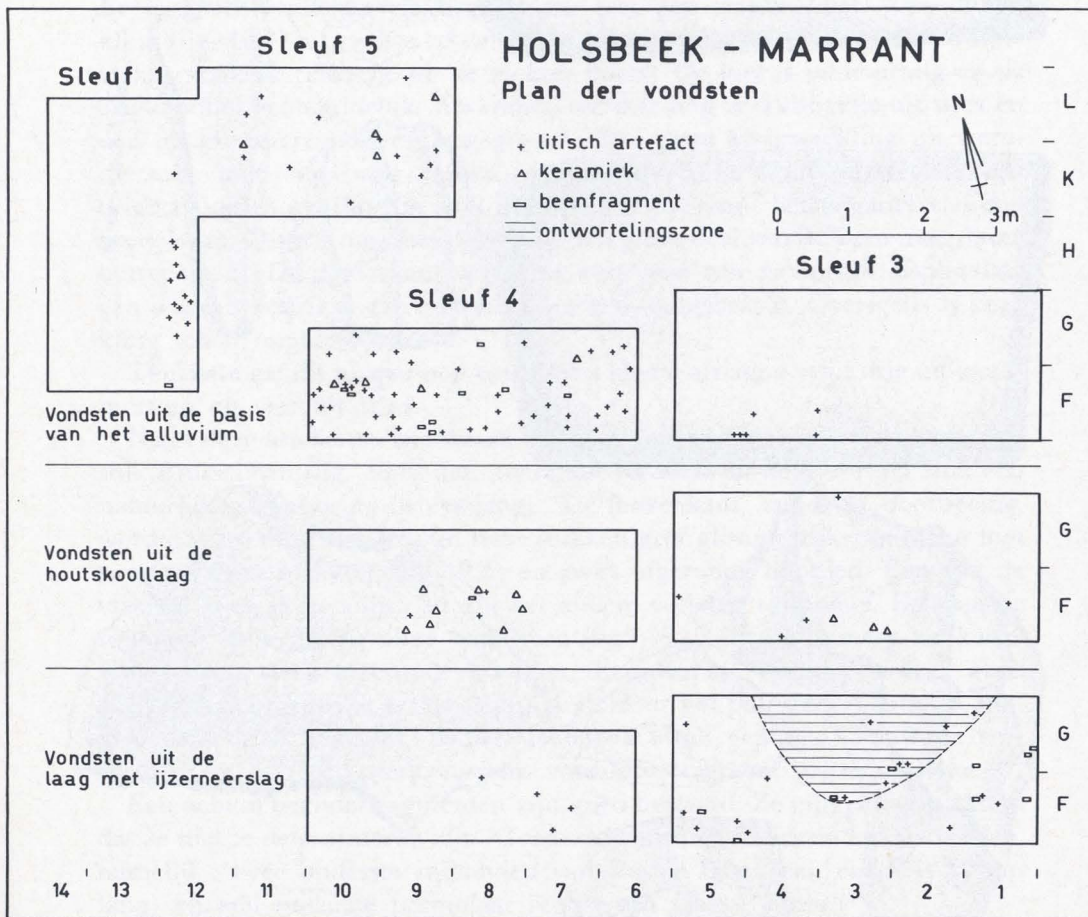 HOLSBEEK - MARRANT
Plan der vondsten
Sleuf 1
Sleuf 5
+ litisch artefact
△ keramiek
▭ beenfragment
ontwortelingszone
N
0 1 2 3m
L
K
H
G
F
Sleuf 4
Sleuf 3
Vondsten uit de basis
van het alluvium
Vondsten uit de
houtskoollaag
G
F
Vondsten uit de
laag met ijzerneerslag
G
F
14 13 12 11 10 9 8 7 6 5 4 3 2 1